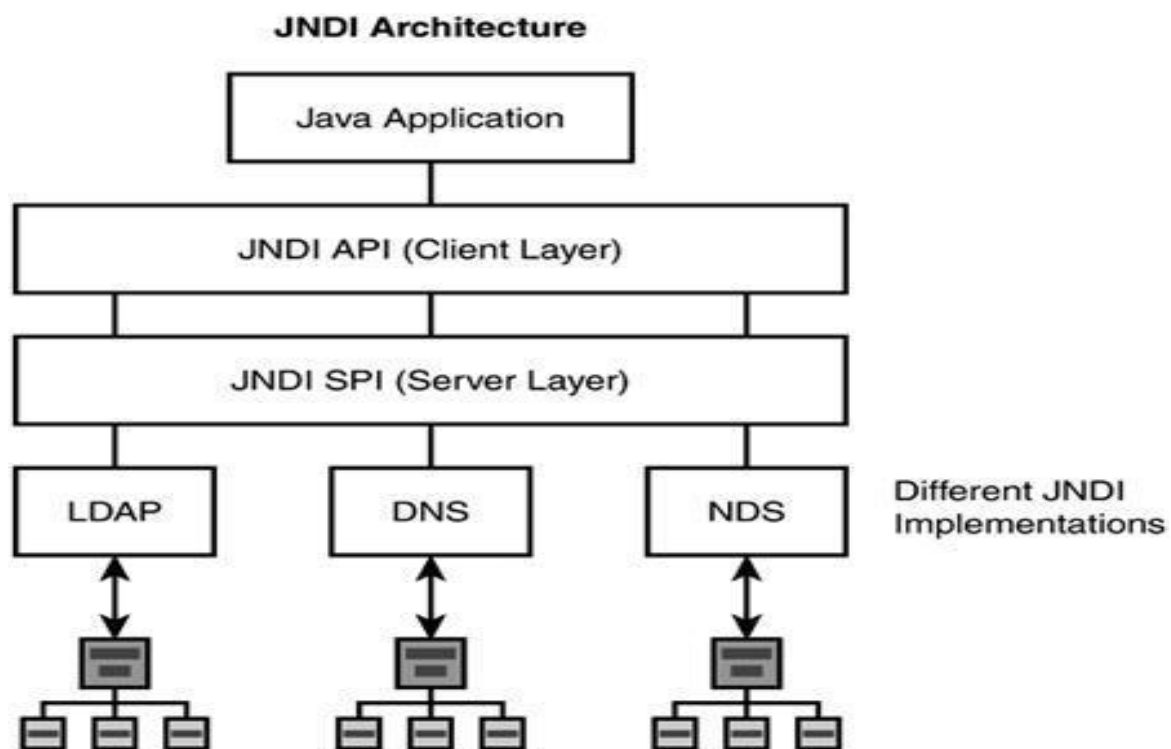 JNDI Architecture
Java Application
JNDI API (Client Layer)
JNDI SPI (Server Layer)
LDAP
DNS
NDS
Different JNDI
Implementations